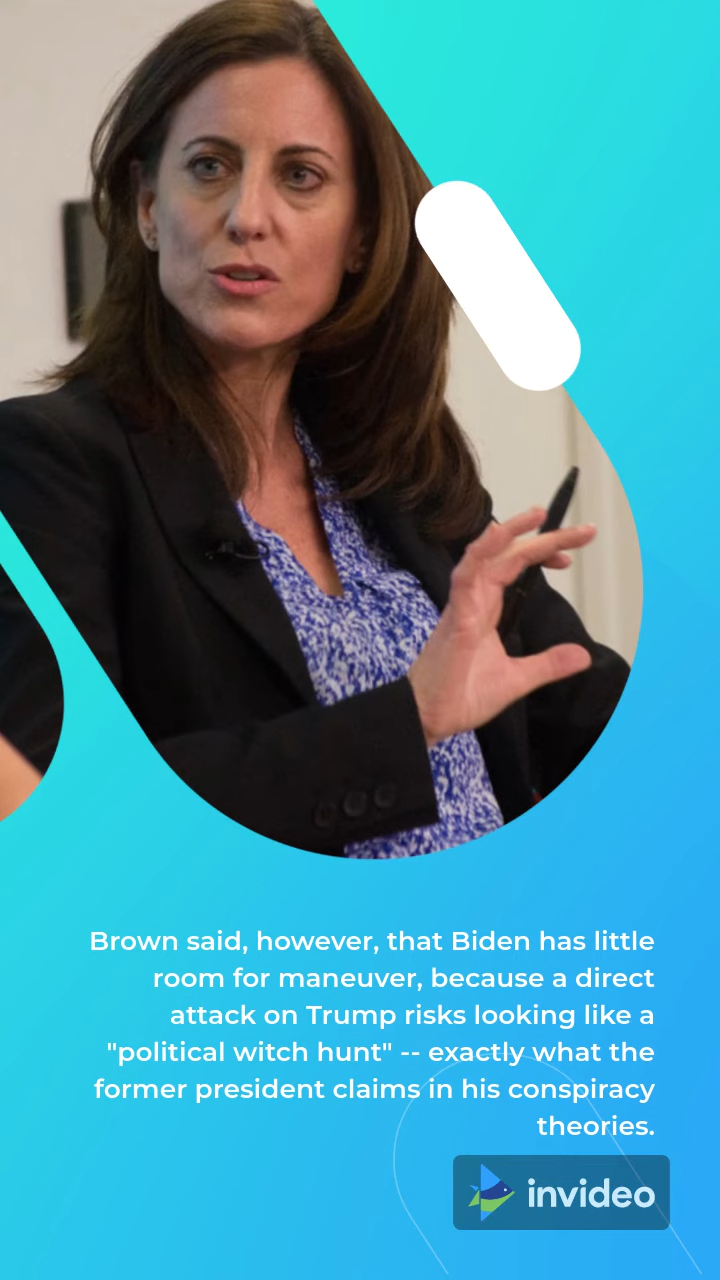 Brown said, however, that Biden has little
room for maneuver, because a direct
attack on Trump risks looking like a
"political witch hunt" -- exactly what the
former president claims in his conspiracy
theories.
invideo